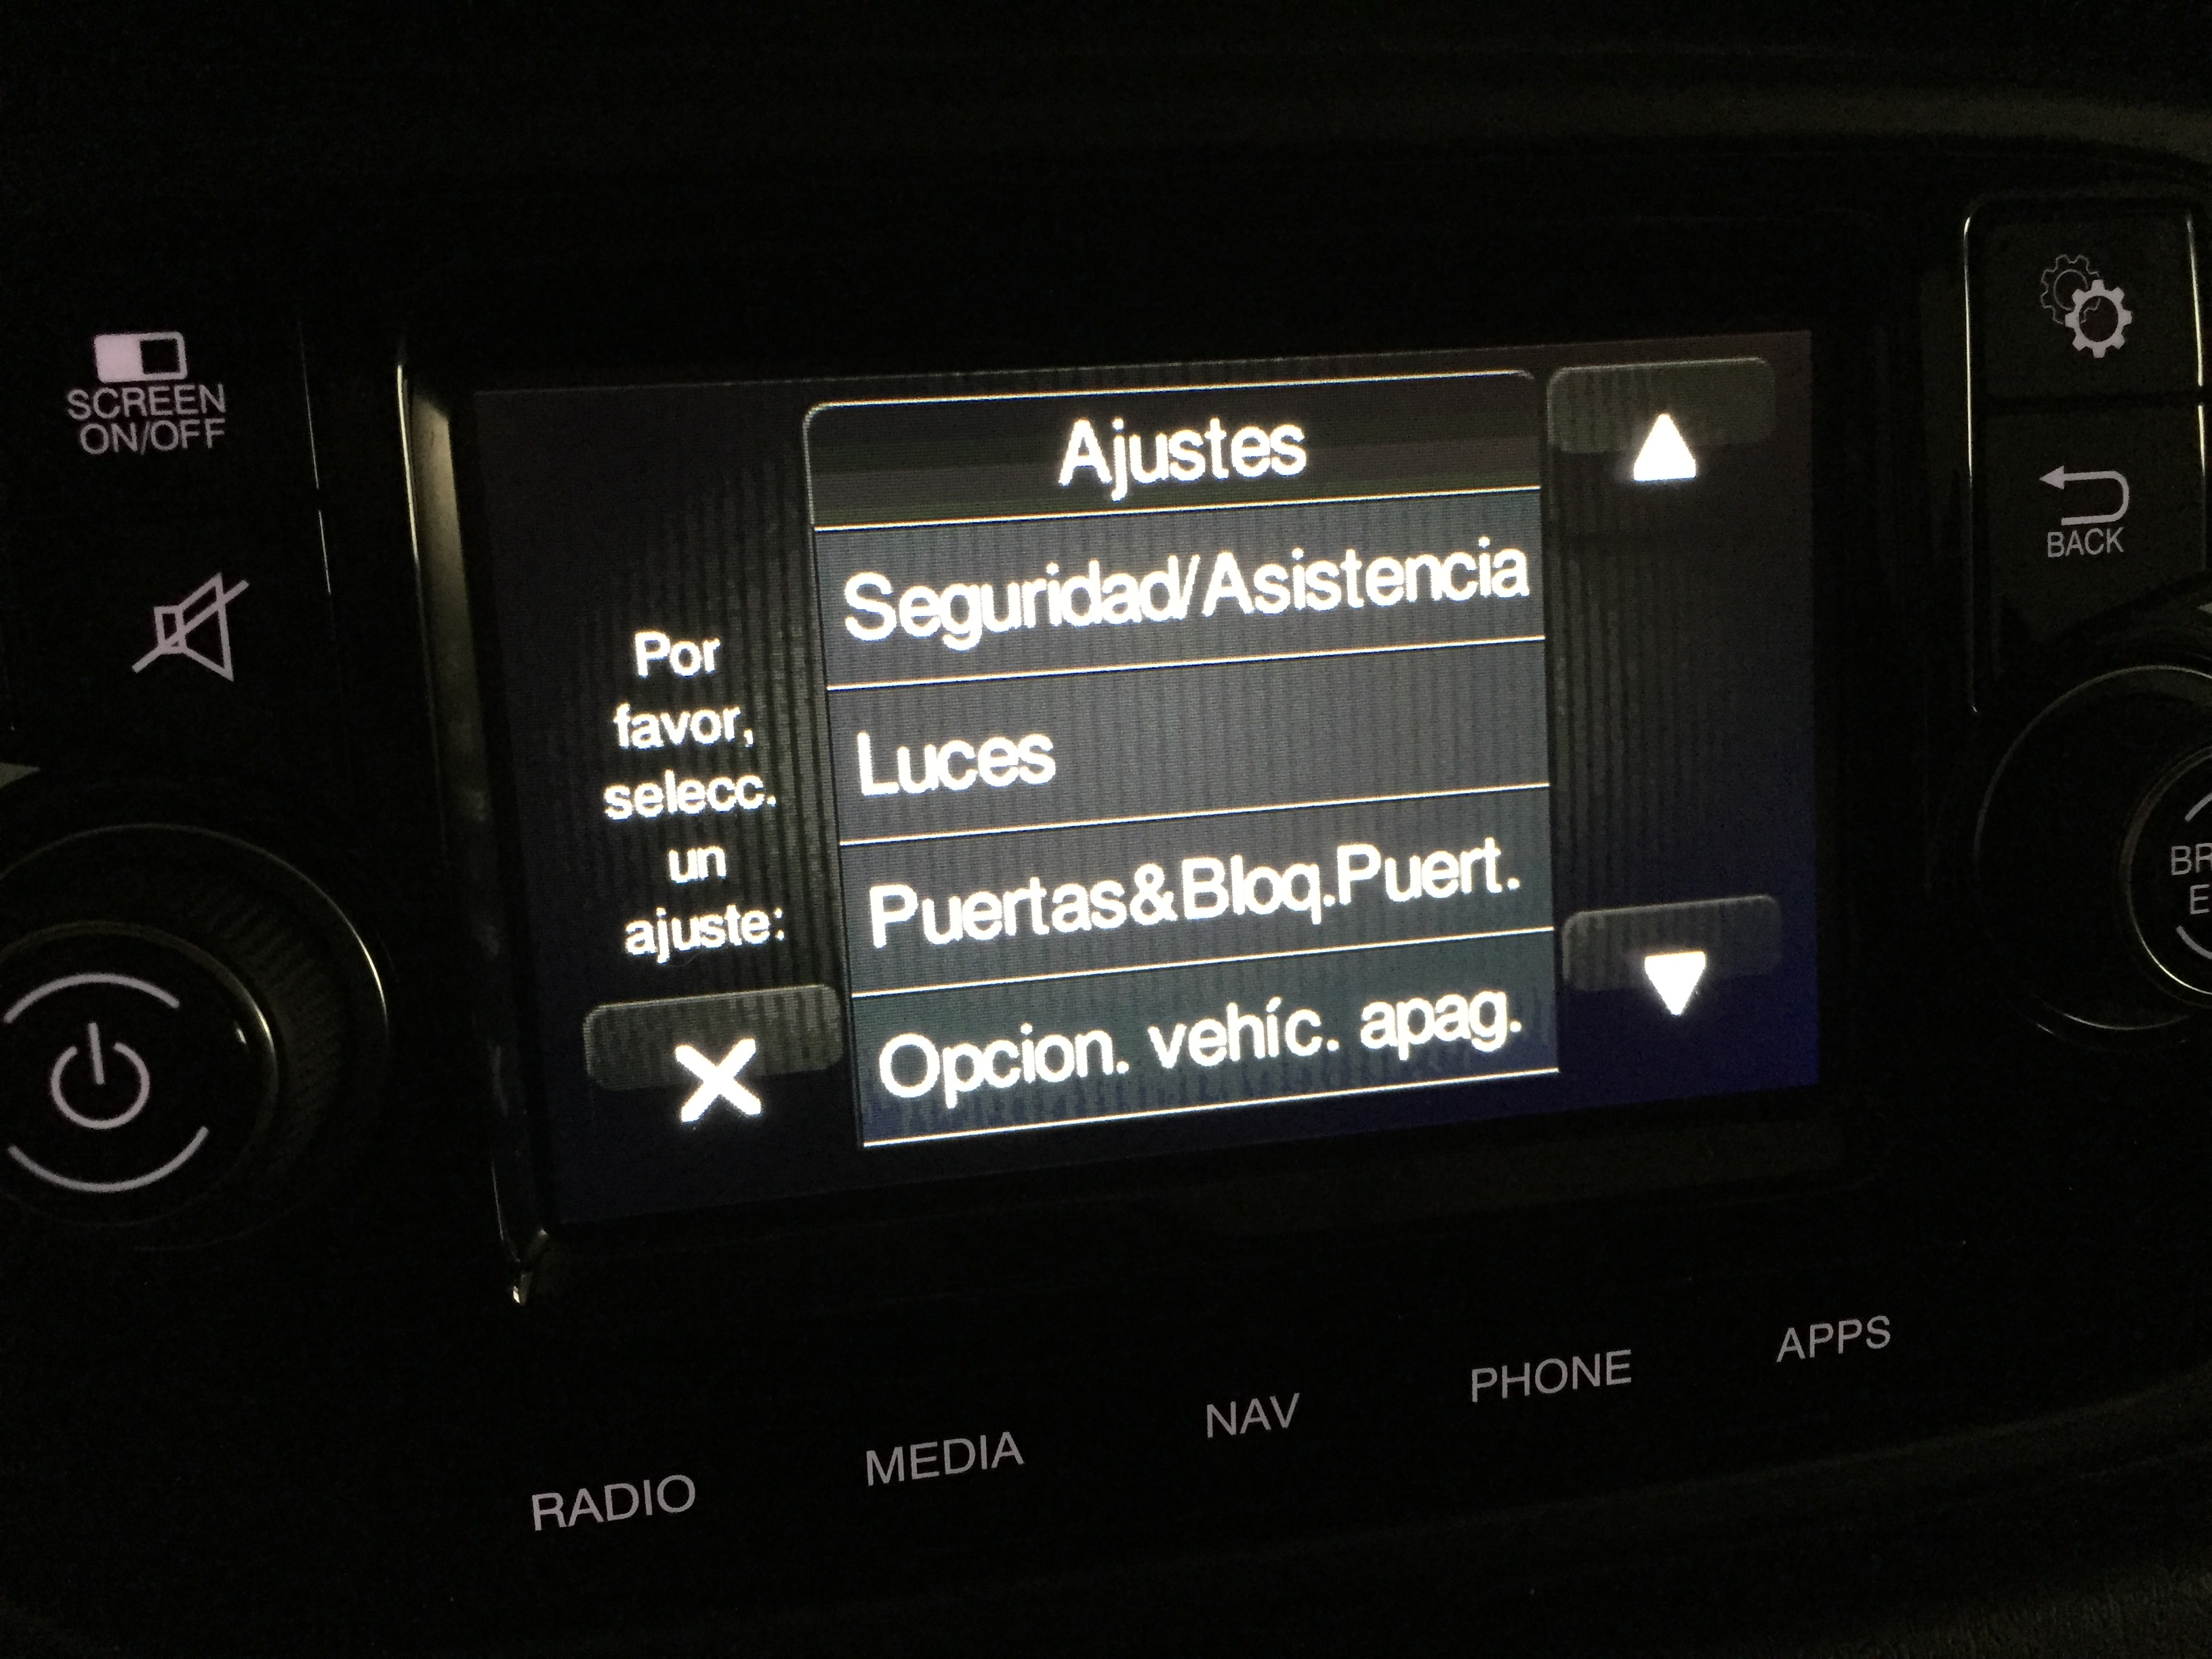 SCREEN
ON/OFF
Ajustes
Seguridad/Asistencia
Luces
Puertas&Bloq.Puert.
Opcion. vehíc. apag.
Por
favor,
selecc.
un
ajuste:
BACK
RADIO
MEDIA
NAV
PHONE
APPS